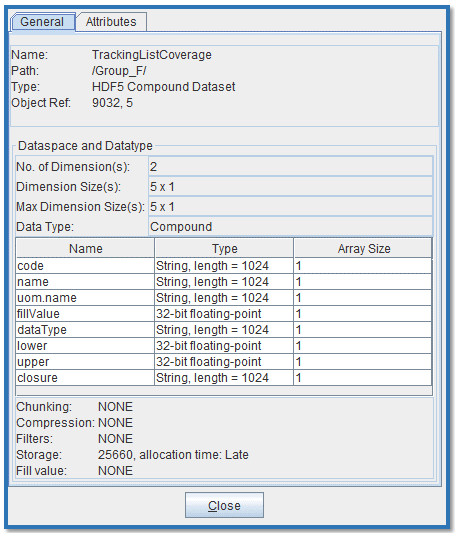 General Attributes
Name: TrackingListCoverage
Path: /Group_F/
Type: HDF5 Compound Dataset
Object Ref: 9032, 5
Dataspace and Datatype
No. of Dimension(s): 2
Dimension Size(s): 5 x 1
Max Dimension Size(s): 5 x 1
Data Type: Compound
Name Type Array Size
code String, length = 1024 1
name String, length = 1024 1
uom.name String, length = 1024 1
fillValue 32-bit floating-point 1
dataType String, length = 1024 1
lower 32-bit floating-point 1
upper 32-bit floating-point 1
closure String, length = 1024 1
Chunking: NONE
Compression: NONE
Filters: NONE
Storage: 25660, allocation time: Late
Fill value: NONE
Close